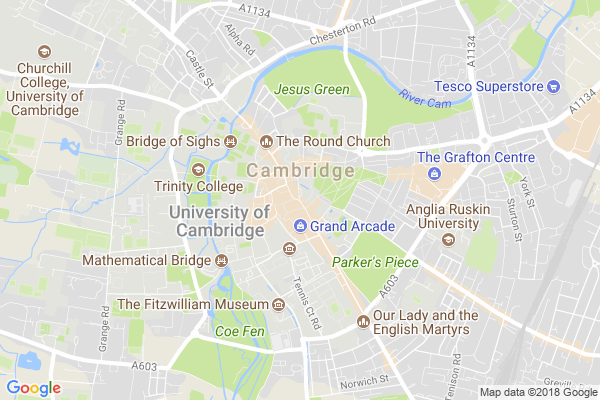 A1134
Chesterton Rd
Alpha Rd
Castle St
A1134
Churchill
College,
University of
Cambridge
Grange Rd
Jesus Green
River Cam
Tesco Superstore
A1134
Bridge of Sighs
The Round Church
Cambridge
The Grafton Centre
Trinity College
York St
Sturton St
University of
Cambridge
Grand Arcade
Anglia Ruskin
University
Mathematical Bridge
Parker's Piece
A603
Tennis Ct Rd
The Fitzwilliam Museum
Grange Rd
Coe Fen
Our Lady and the
English Martyrs
A603
Norwich St
Tenison Rd
Google
Map data ©2018 Google